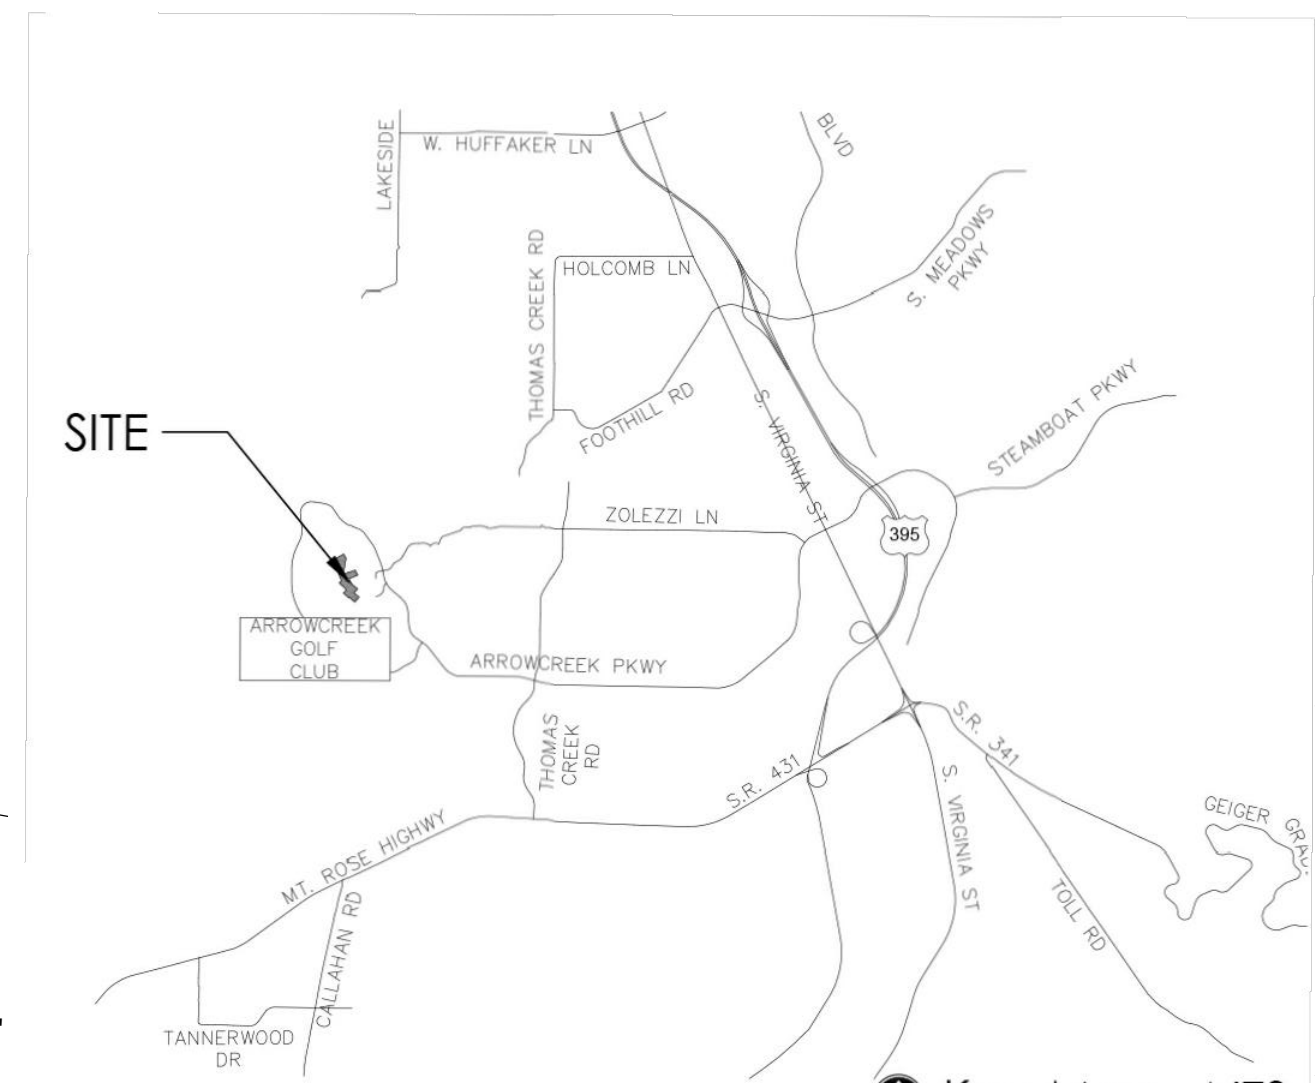 BLVD
LAKESIDE
W. HUFFAKER LN
S. MEADOWS
PKWY
THOMAS CREEK RD
HOLCOMB LN
FOOTHILL RD
S. VIRGINIA ST
STEAMBOAT PKWY
SITE
ZOLEZZI LN
395
ARROWCREEK
GOLF
CLUB
ARROWCREEK PKWY
THOMAS
CREEK
RD
S.R. 431
S.R. 341
S. VIRGINIA ST
MT. ROSE HIGHWY
GEIGER
TOLL RD
CALLAHAN RD
TANNERWOOD
DR